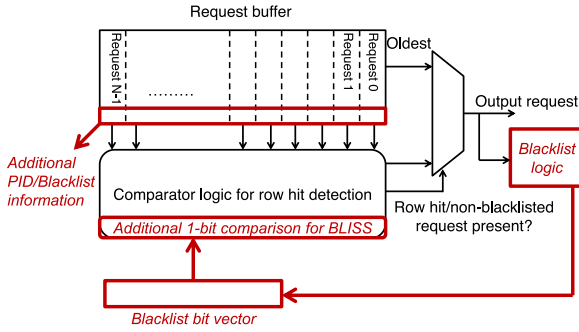 Request buffer
Request N-1
.........
Request 1
Request 0
Oldest
Output request
Additional
PID/Blacklist
information
Blacklist
logic
Comparator logic for row hit detection
Additional 1-bit comparison for BLISS
Row hit/non-blacklisted
request present?
Blacklist bit vector